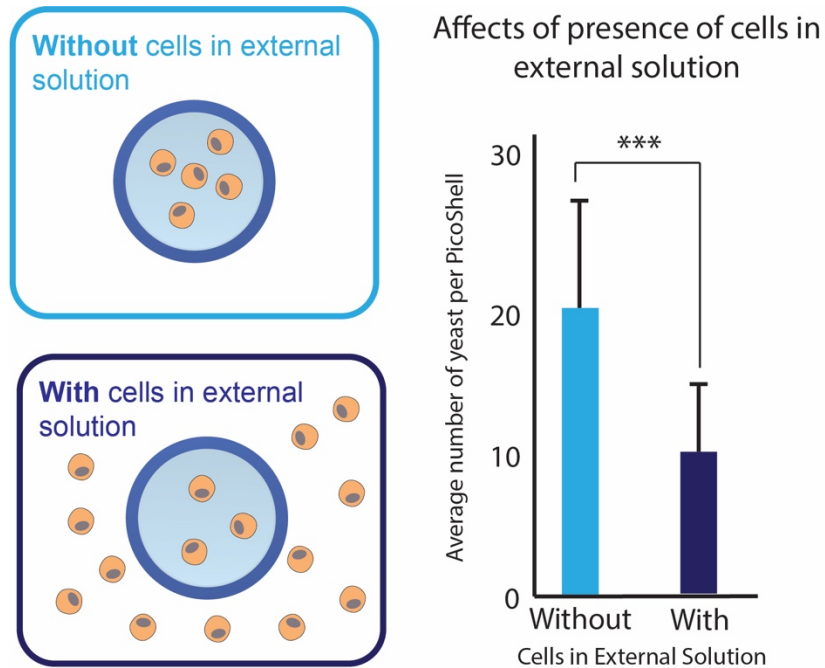 Without cells in external
solution
With cells in external
solution
Affects of presence of cells in
external solution
***
Average number of yeast per PicoShell
30
20
10
0
Without With
Cells in External Solution